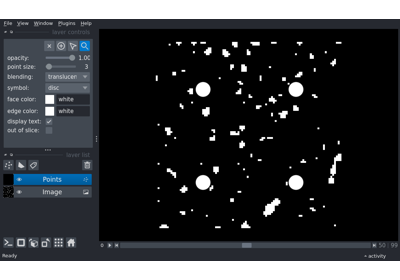 File View Window Plugins Help
layer controls
opacity: 1.00
point size: 3
blending: translucen
symbol: disc
face color: white
edge color: white
display text:
out of slice:
layer list
Points
Image
0 50 99
Ready activity